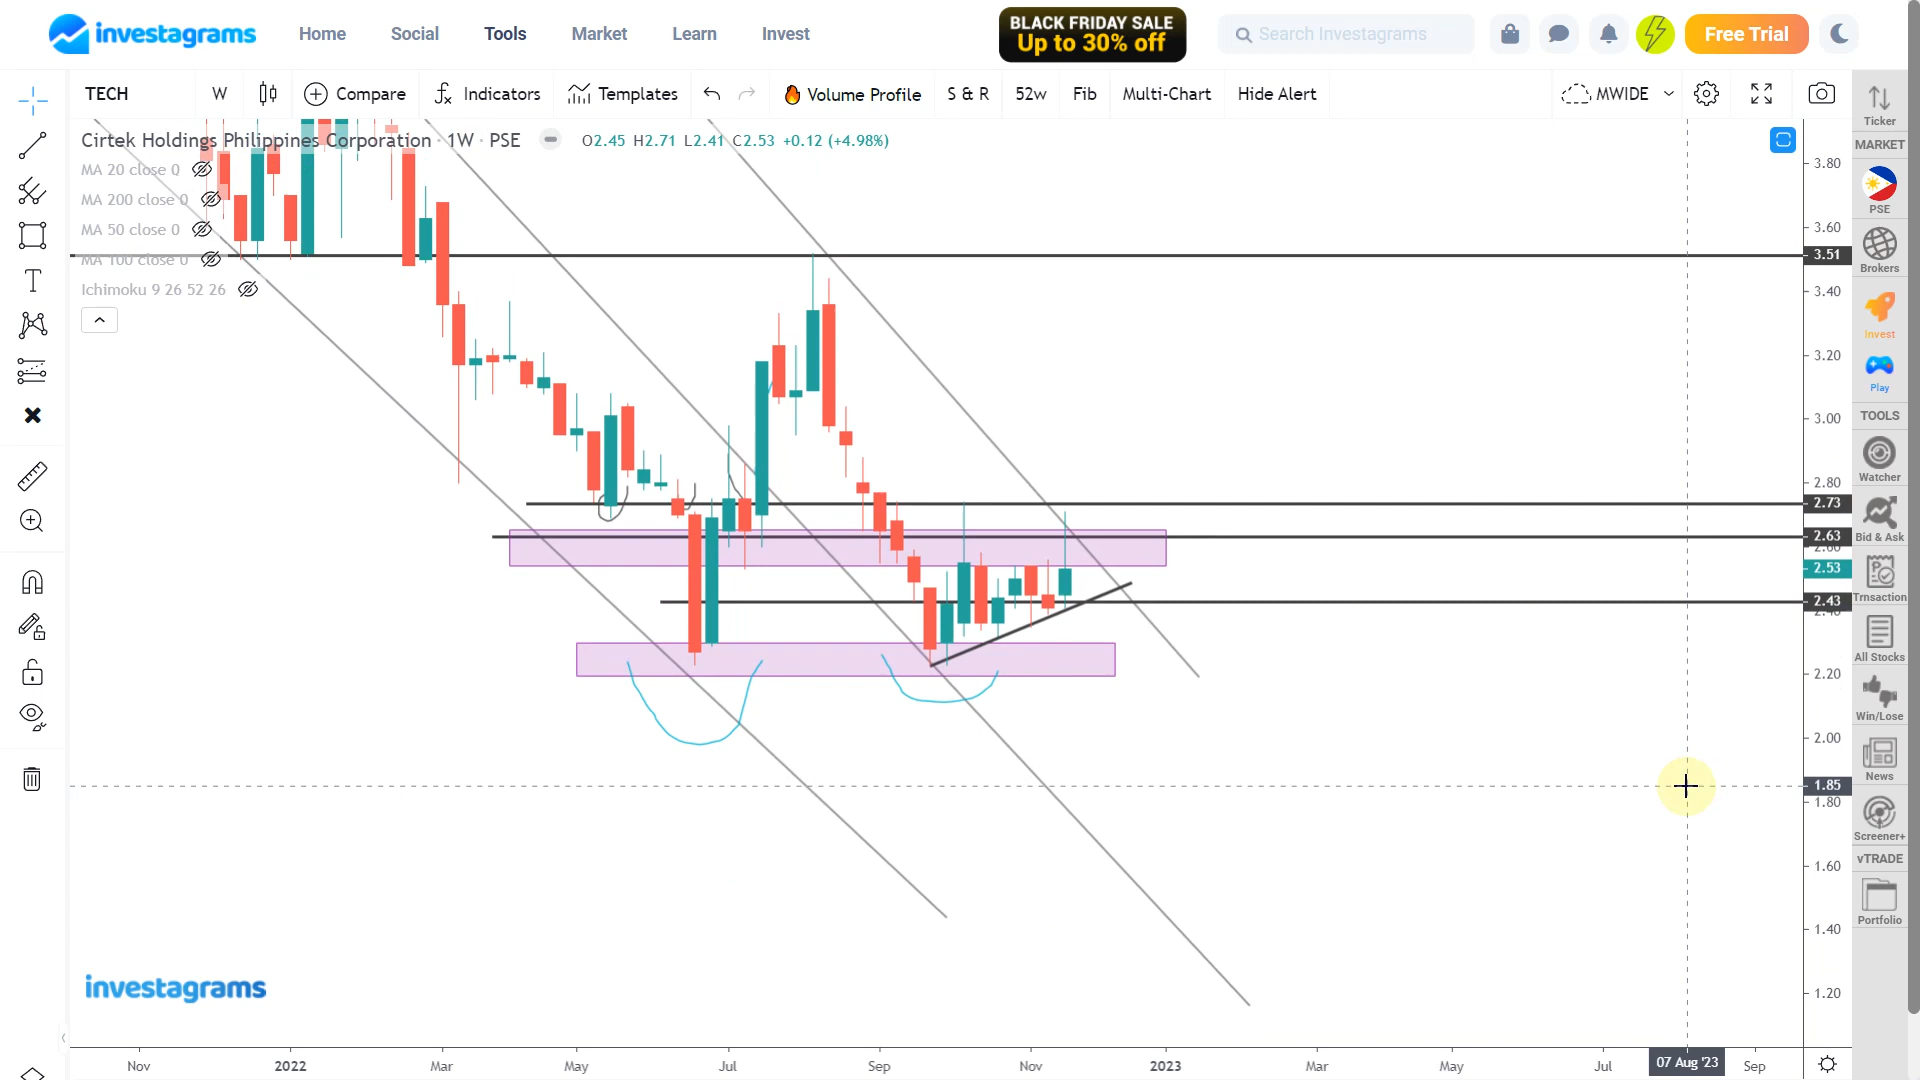 investagrams
Home
Social
Tools
Market
Learn
Invest
BLACK FRIDAY SALE
Up to 30% off
Search Investagrams
Free Trial
TECH
W
Compare
Indicators
Templates
Volume Profile
S & R
52w
Fib
Multi-Chart
Hide Alert
MWIDE
Cirtek Holdings Philippines Corporation · 1W · PSE
O2.45 H2.71 L2.41 C2.53 +0.12 (+4.98%)
MA 20 close 0
MA 200 close 0
MA 50 close 0
MA 100 close 0
Ichimoku 9 26 52 26
3.80
3.60
3.51
3.40
3.20
3.00
2.80
2.73
2.63
2.60
2.53
2.43
2.40
2.20
2.00
1.85
1.80
1.60
1.40
1.20
Ticker
MARKET
PSE
Brokers
Invest
Play
TOOLS
Watcher
Bid & Ask
Trnsaction
All Stocks
Win/Lose
News
Screener+
vTRADE
Portfolio
investagrams
Nov
2022
Mar
May
Jul
Sep
Nov
2023
Mar
May
Jul
07 Aug '23
Sep